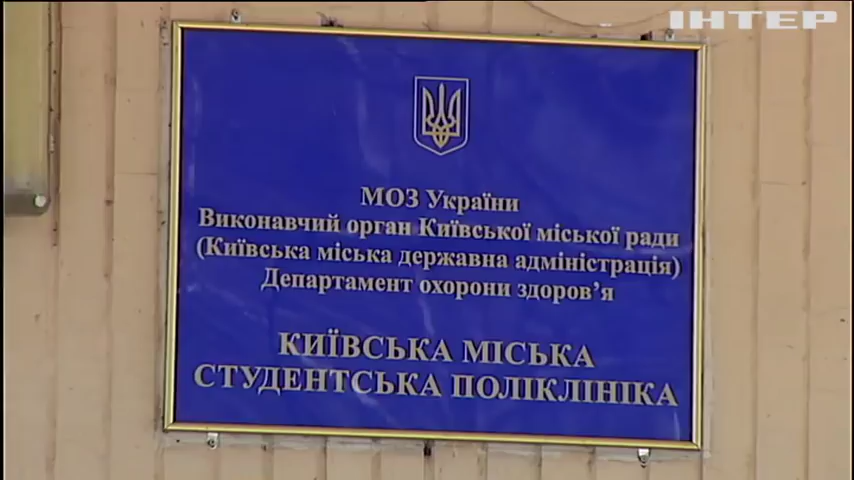 ІНТЕР
МОЗ України
Виконавчий орган Київської міської ради
(Київська міська державна адміністрація)
Департамент охорони здоров’я
КИЇВСЬКА МІСЬКА
СТУДЕНТСЬКА ПОЛІКЛІНІКА